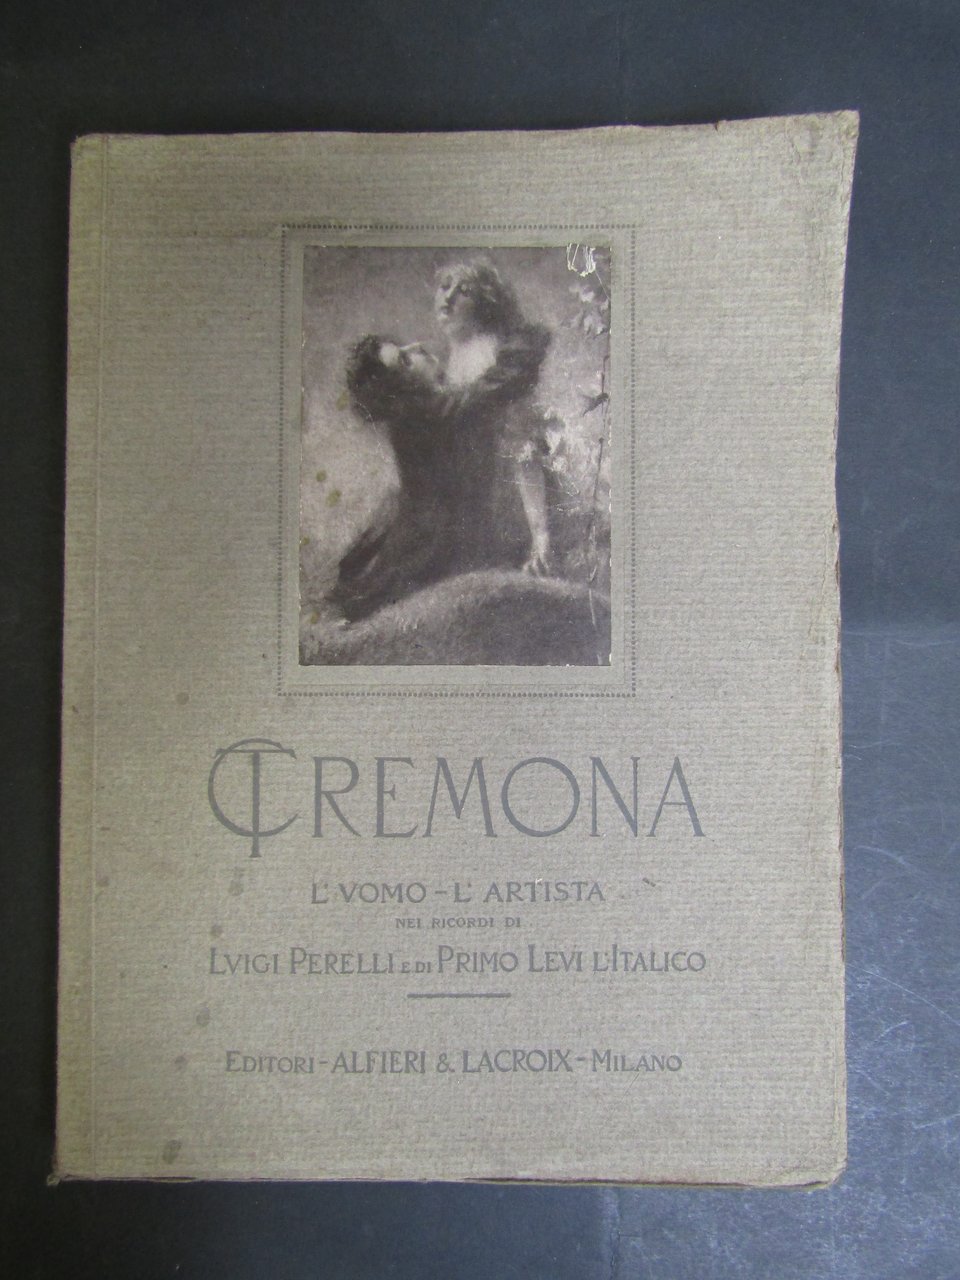 TCREMONA
L'VOMO - L'ARTISTA
NEI RICORDI DI
LVIGI PERELLI E DI PRIMO LEVI L'ITALICO
EDITORI - ALFIERI & LACROIX - MILANO